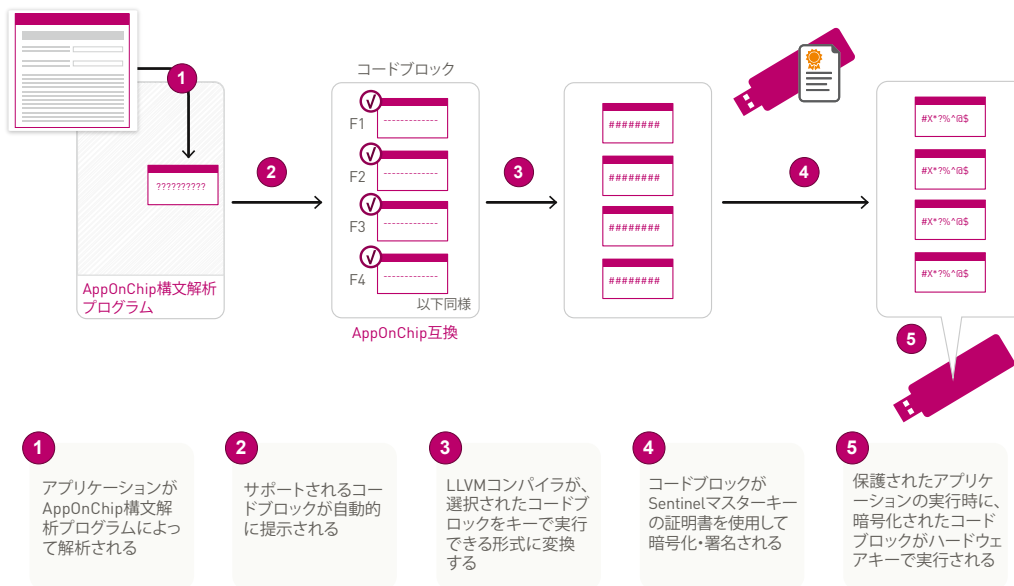 1
??????????
AppOnChip構文解析
プログラム
2
コードブロック
F1
------------
F2
------------
F3
------------
F4
------------
以下同様
AppOnChip互換
3
########
########
########
########
4
#X*?%^@$
#X*?%^@$
#X*?%^@$
#X*?%^@$
5
1
アプリケーションが
AppOnChip構文解
析プログラムによっ
て解析される
2
サポートされるコー
ドブロックが自動的
に提示される
3
LLVMコンパイラが、
選択されたコードブ
ロックをキーで実行
できる形式に変換
する
4
コードブロックが
Sentinelマスターキー
の証明書を使用して
暗号化・署名される
5
保護されたアプリケ
ーションの実行時に、
暗号化されたコード
ブロックがハードウェ
アキーで実行される